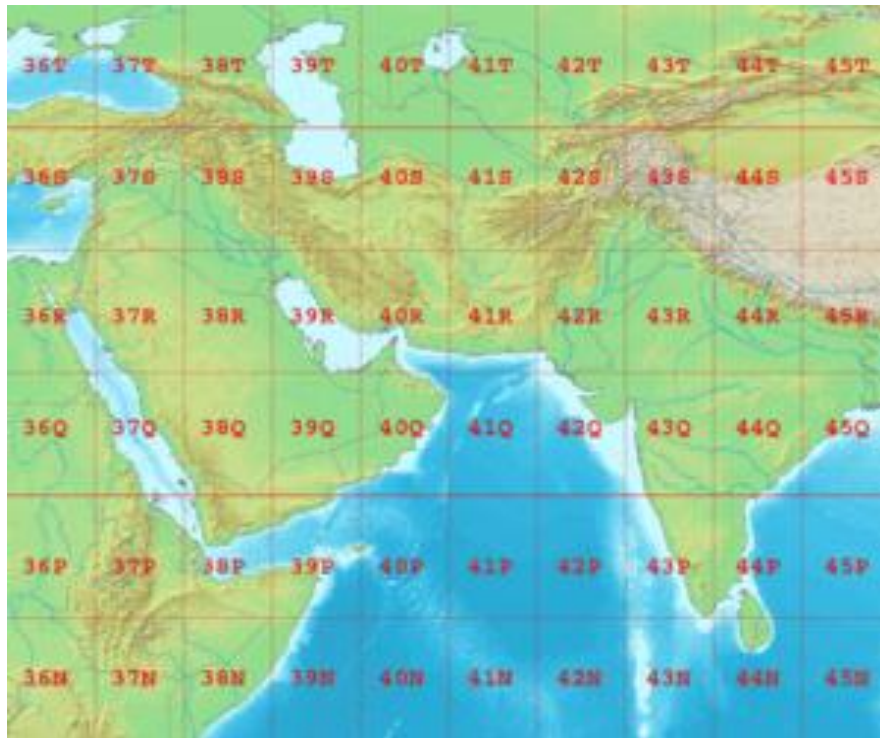 36T 37T 38T 39T 40T 41T 42T 43T 44T 45T
36S 37S 38S 39S 40S 41S 42S 43S 44S 45S
36R 37R 38R 39R 40R 41R 42R 43R 44R 45R
36Q 37Q 38Q 39Q 40Q 41Q 42Q 43Q 44Q 45Q
36P 37P 38P 39P 40P 41P 42P 43P 44P 45P
36N 37N 38N 39N 40N 41N 42N 43N 44N 45N